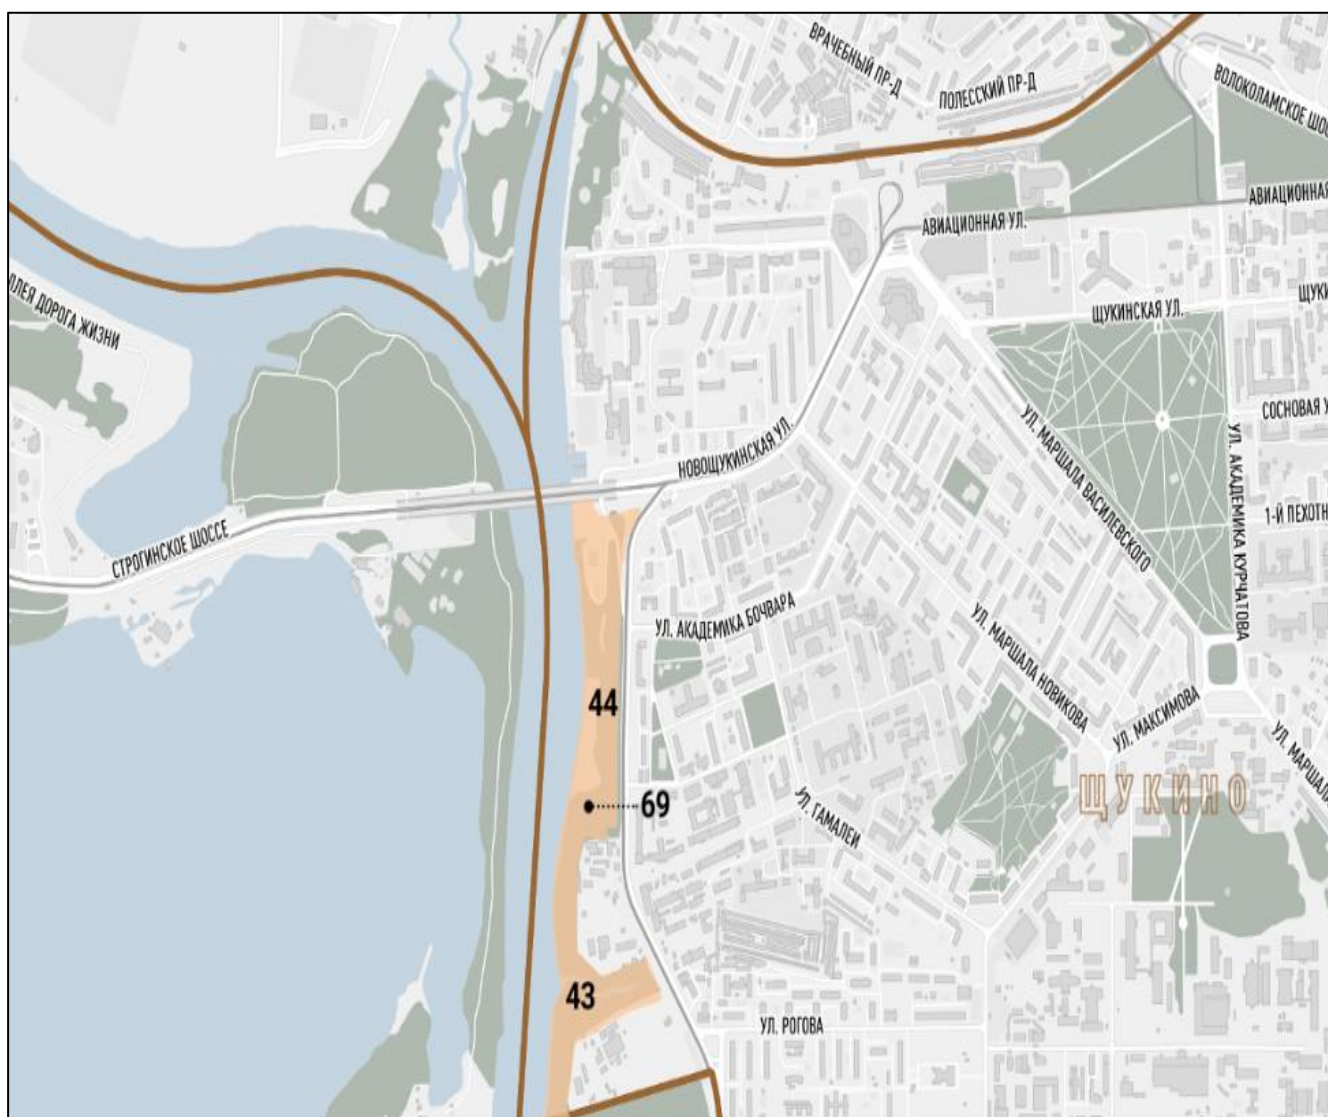 ВРАЧЕБНЫЙ ПР-Д
ПОЛЕССКИЙ ПР-Д
ВОЛОКОЛАМСКОЕ ШОС
АВИАЦИОННАЯ
АВИАЦИОННАЯ УЛ.
ЩУКИНСКАЯ УЛ.
ЩУКИ
ЛЛЕЯ ДОРОГА ЖИЗНИ
СОСНОВАЯ У
УЛ. МАРШАЛА ВАСИЛЕВСКОГО
УЛ. АКАДЕМИКА КУРЧАТОВА
НОВОЩУКИНСКАЯ УЛ.
1-Й ПЕХОТН
СТРОГИНСКОЕ ШОССЕ
УЛ. АКАДЕМИКА БОЧВАРА
УЛ. МАРШАЛА НОВИКОВА
44
УЛ. МАКСИМОВА
УЛ. МАРШАЛА
69
УЛ. ГАМАЛЕИ
ЩУКИНО
43
УЛ. РОГОВА